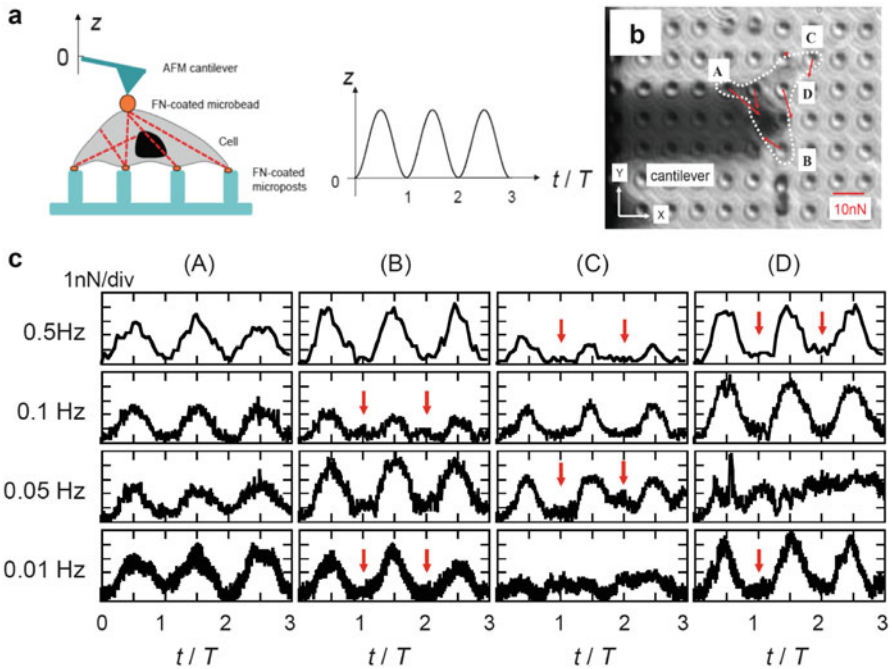 a
z
0
AFM cantilever
FN-coated microbead
Cell
FN-coated
microposts
z
0
1
2
3
t / T
b
A
C
D
B
cantilever
Y
X
10nN
c
(A)
(B)
(C)
(D)
1nN/div
0.5Hz
0.1 Hz
0.05 Hz
0.01 Hz
0 1 2 3 1 2 3 1 2 3 0 1 2 3
t / T t / T t / T t / T